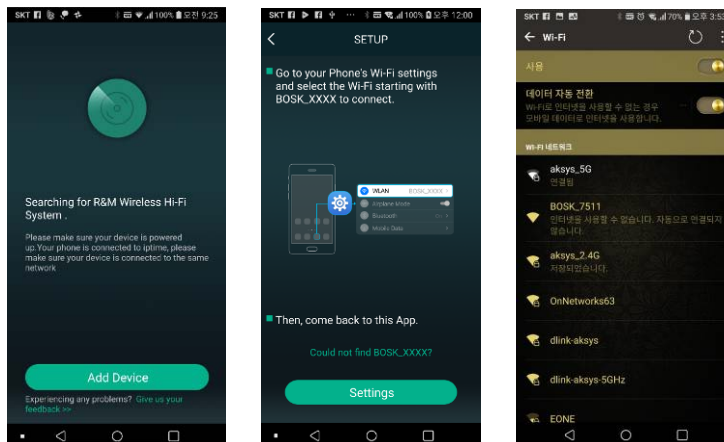 SKT 100% 오전 9:25
Searching for R&M Wireless Hi-Fi
System .
Please make sure your device is powered
up.Your phone is connected to iptime, please
make sure your device is connected to the same
network
Add Device
Experiencing any problems? Give us your
feedback >>
SKT ··· 100% 오후 12:00
SETUP
Go to your Phone's Wi-Fi settings
and select the Wi-Fi starting with
BOSK_XXXX to connect.
WLAN BOSK_XXXX >
Airplane Mode
Bluetooth
Mobile Data
Then, come back to this App.
Could not find BOSK_XXXX?
Settings
SKT 70% 오후 3:53
Wi-Fi
사용
데이터 자동 전환
Wi-Fi로 인터넷을 사용할 수 없는 경우
모바일 데이터로 인터넷을 사용합니다.
Wi-Fi 네트워크
aksys_5G
연결됨
BOSK_7511
인터넷을 사용할 수 없습니다. 자동으로 연결되지
않습니다.
aksys_2.4G
저장되었습니다.
OnNetworks63
dlink-aksys
dlink-aksys-5GHz
EONE